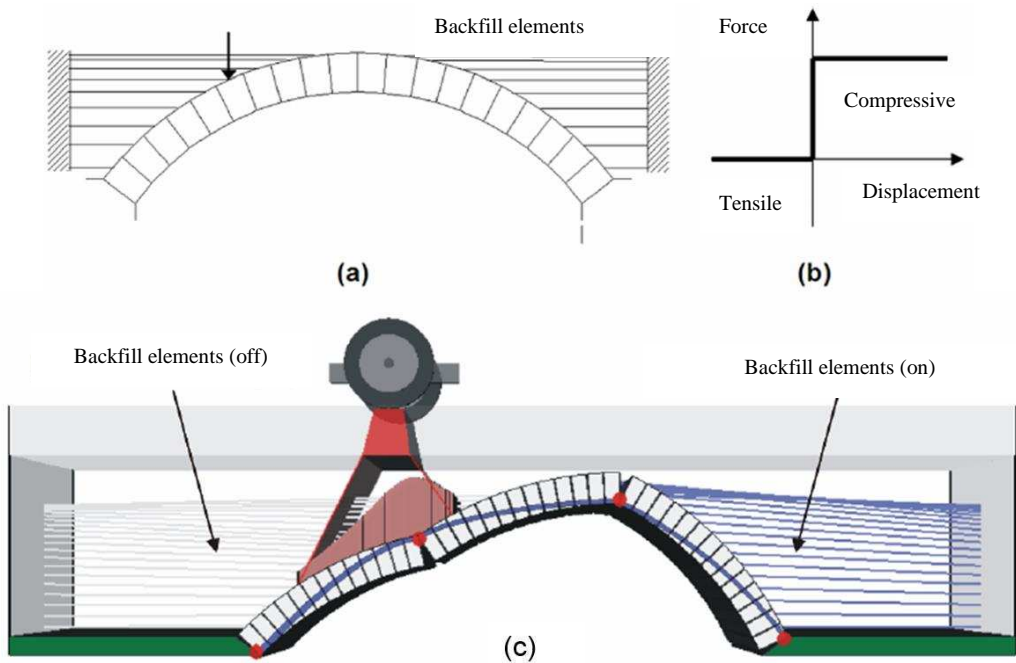 Backfill elements
Force
Compressive
Tensile
Displacement
(a)
(b)
Backfill elements (off)
Backfill elements (on)
(c)